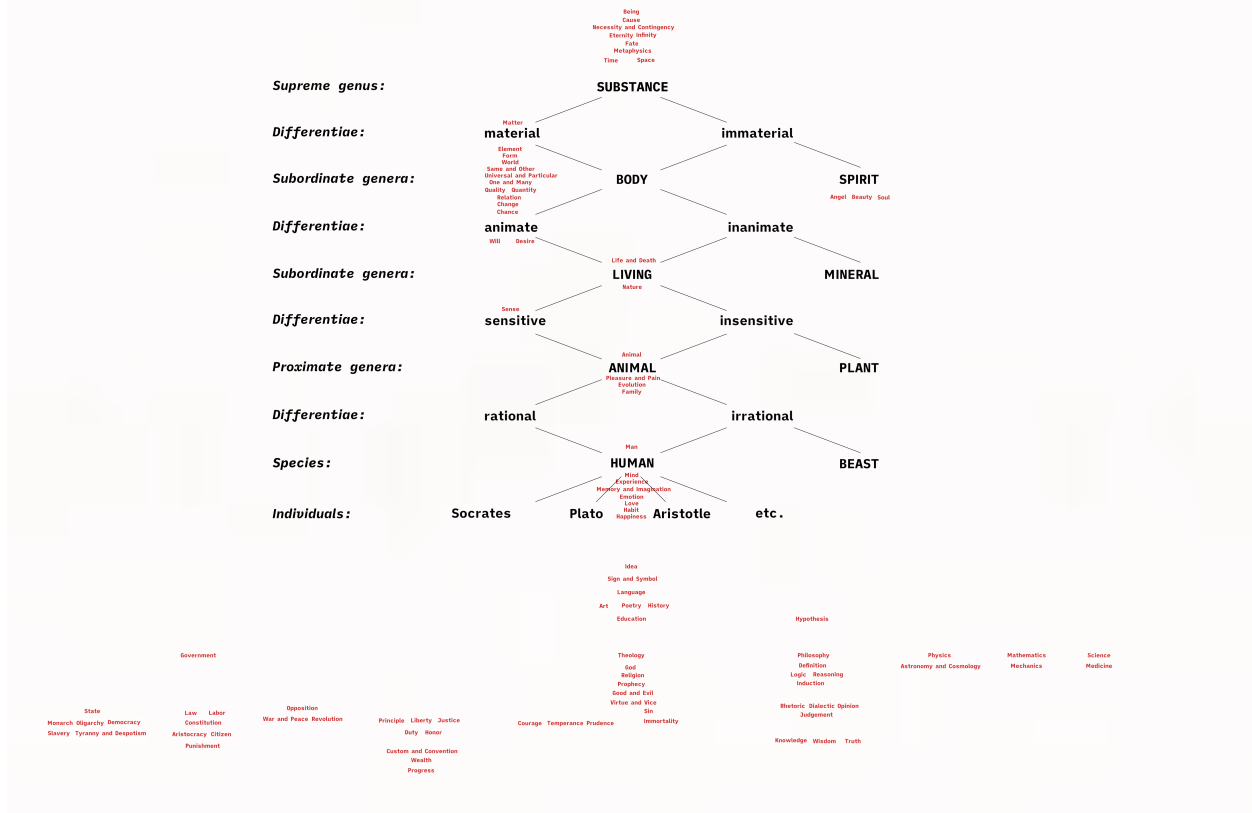 Being
Cause
Necessity and Contingency
Eternity Infinity
Fate
Metaphysics
Time Space
Supreme genus: SUBSTANCE
Matter
Differentiae: material immaterial
Element
Form
World
Same and Other
Universal and Particular
Subordinate genera: BODY SPIRIT
One and Many
Quality Quantity
Relation
Change
Chance
Angel Beauty Soul
Differentiae: animate inanimate
Will Desire
Life and Death
Subordinate genera: LIVING MINERAL
Nature
Sense
Differentiae: sensitive insensitive
Animal
Proximate genera: ANIMAL PLANT
Pleasure and Pain
Evolution
Family
Differentiae: rational irrational
Man
Species: HUMAN BEAST
Mind
Experience
Memory and Imagination
Emotion
Love
Habit
Happiness
Individuals: Socrates Plato Aristotle etc.
Idea
Sign and Symbol
Language
Art Poetry History
Education Hypothesis
Government Theology Philosophy Physics Mathematics Science
God Definition Astronomy and Cosmology Mechanics Medicine
Religion Logic Reasoning
Prophecy Induction
Good and Evil
Virtue and Vice
Sin
Immortality
Rhetoric Dialectic Opinion
Judgement
Knowledge Wisdom Truth
State
Monarch Oligarchy Democracy
Slavery Tyranny and Despotism
Law Labor
Constitution
Aristocracy Citizen
Punishment
Opposition
War and Peace Revolution
Principle Liberty Justice
Duty Honor
Custom and Convention
Wealth
Progress
Courage Temperance Prudence